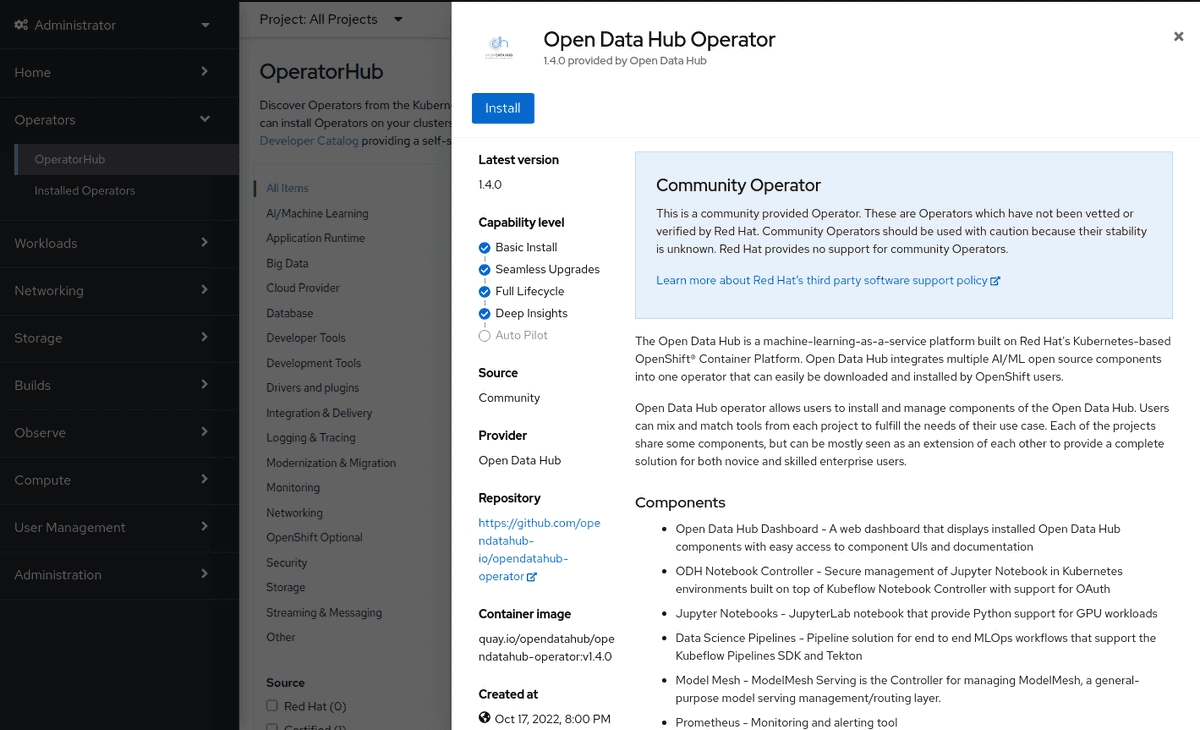 Administrator
Home
Operators
OperatorHub
Installed Operators
Workloads
Networking
Storage
Builds
Observe
Compute
User Management
Administration
Project: All Projects
OperatorHub
Discover Operators from the Kubern
can install Operators on your clusters
Developer Catalog providing a self-s
All Items
AI/Machine Learning
Application Runtime
Big Data
Cloud Provider
Database
Developer Tools
Development Tools
Drivers and plugins
Integration & Delivery
Logging & Tracing
Modernization & Migration
Monitoring
Networking
OpenShift Optional
Security
Storage
Streaming & Messaging
Other
Source
Red Hat (0)
Certified (1)
Open Data Hub Operator
1.4.0 provided by Open Data Hub
Install
Latest version
1.4.0
Capability level
Basic Install
Seamless Upgrades
Full Lifecycle
Deep Insights
Auto Pilot
Source
Community
Provider
Open Data Hub
Repository
https://github.com/ope
ndatahub-
io/opendatahub-
operator
Container image
quay.io/opendatahub/ope
ndatahub-operator:v1.4.0
Created at
Oct 17, 2022, 8:00 PM
Community Operator
This is a community provided Operator. These are Operators which have not been vetted or
verified by Red Hat. Community Operators should be used with caution because their stability
is unknown. Red Hat provides no support for community Operators.
Learn more about Red Hat's third party software support policy
The Open Data Hub is a machine-learning-as-a-service platform built on Red Hat's Kubernetes-based
OpenShift® Container Platform. Open Data Hub integrates multiple AI/ML open source components
into one operator that can easily be downloaded and installed by OpenShift users.
Open Data Hub operator allows users to install and manage components of the Open Data Hub. Users
can mix and match tools from each project to fulfill the needs of their use case. Each of the projects
share some components, but can be mostly seen as an extension of each other to provide a complete
solution for both novice and skilled enterprise users.
Components
Open Data Hub Dashboard - A web dashboard that displays installed Open Data Hub
components with easy access to component UIs and documentation
ODH Notebook Controller - Secure management of Jupyter Notebook in Kubernetes
environments built on top of Kubeflow Notebook Controller with support for OAuth
Jupyter Notebooks - JupyterLab notebook that provide Python support for GPU workloads
Data Science Pipelines - Pipeline solution for end to end MLOps workflows that support the
Kubeflow Pipelines SDK and Tekton
Model Mesh - ModelMesh Serving is the Controller for managing ModelMesh, a general-
purpose model serving management/routing layer.
Prometheus - Monitoring and alerting tool